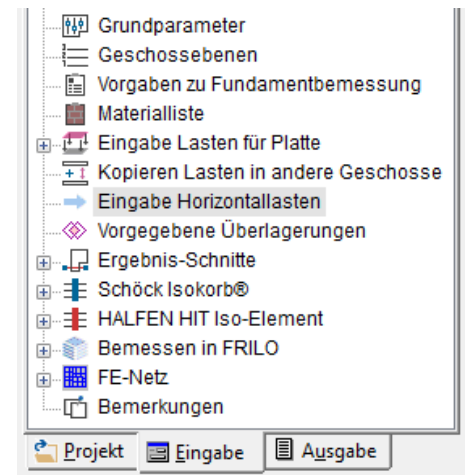 Grundparameter
Geschossebenen
Vorgaben zu Fundamentbemessung
Materialliste
Eingabe Lasten für Platte
Kopieren Lasten in andere Geschosse
Eingabe Horizontallasten
Vorgegebene Überlagerungen
Ergebnis-Schnitte
Schöck Isokorb®
HALFEN HIT Iso-Element
Bemessen in FRILO
FE-Netz
Bemerkungen
Projekt Eingabe Ausgabe